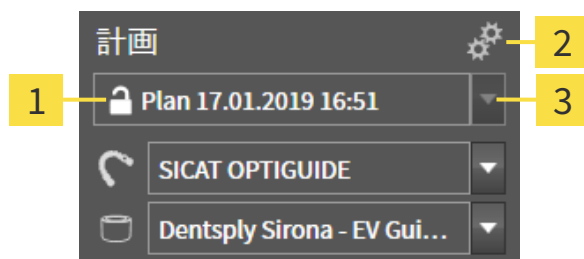 計画
2
1
Plan 17.01.2019 16:51
3
SICAT OPTIGUIDE
Dentsply Sirona - EV Gui...